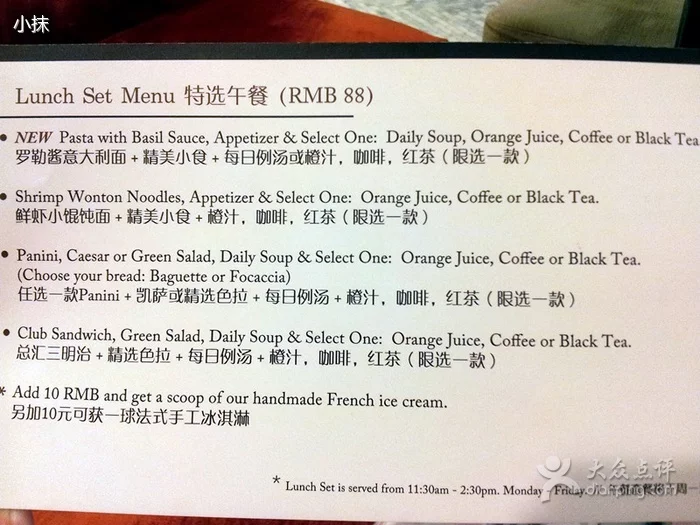 小抹
Lunch Set Menu 特选午餐 (RMB 88)
• NEW Pasta with Basil Sauce, Appetizer & Select One: Daily Soup, Orange Juice, Coffee or Black Tea
罗勒酱意大利面 + 精美小食 + 每日例汤或橙汁，咖啡，红茶（限选一款）
• Shrimp Wonton Noodles, Appetizer & Select One: Orange Juice, Coffee or Black Tea.
鲜虾小馄饨面 + 精美小食 + 橙汁，咖啡，红茶（限选一款）
• Panini, Caesar or Green Salad, Daily Soup & Select One: Orange Juice, Coffee or Black Tea.
(Choose your bread: Baguette or Focaccia)
任选一款Panini + 凯萨或精选色拉 + 每日例汤 + 橙汁，咖啡，红茶（限选一款）
• Club Sandwich, Green Salad, Daily Soup & Select One: Orange Juice, Coffee or Black Tea.
总汇三明治 + 精选色拉 + 每日例汤 + 橙汁，咖啡，红茶（限选一款）
* Add 10 RMB and get a scoop of our handmade French ice cream.
另加10元可获一球法式手工冰淇淋
* Lunch Set is served from 11:30am - 2:30pm. Monday - Friday. 周一
大众点评